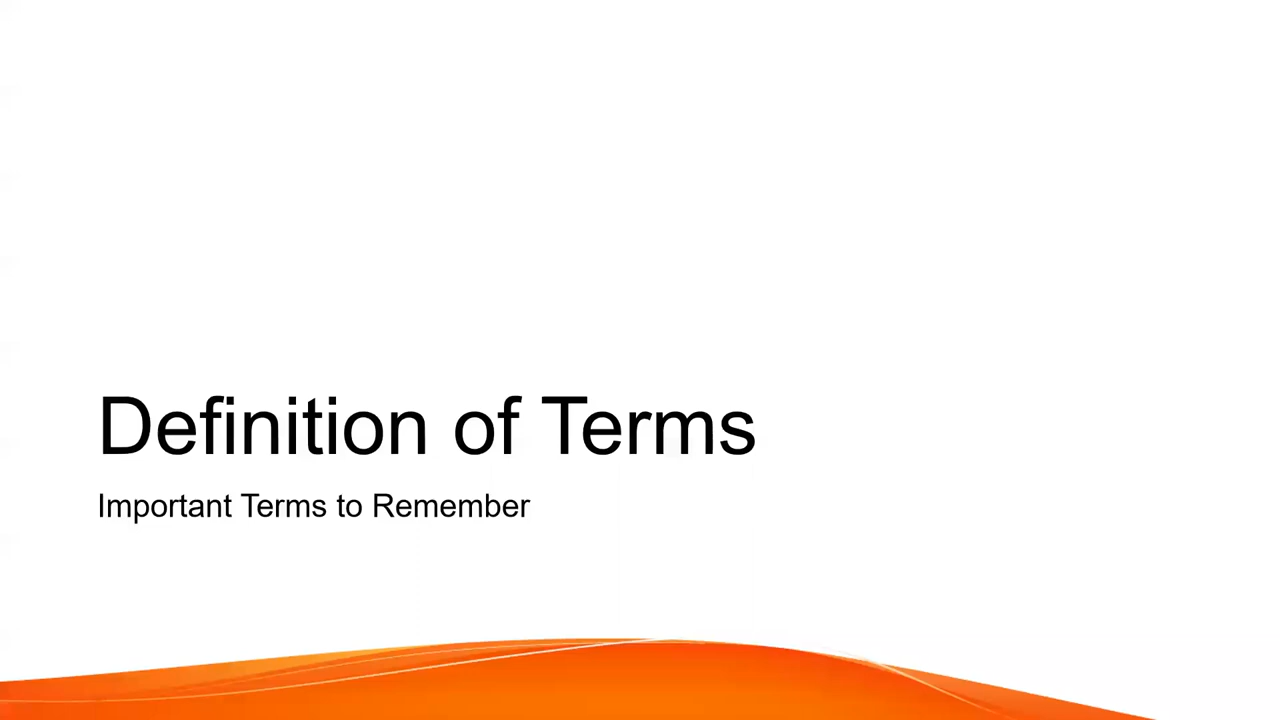 Definition of Terms
Important Terms to Remember